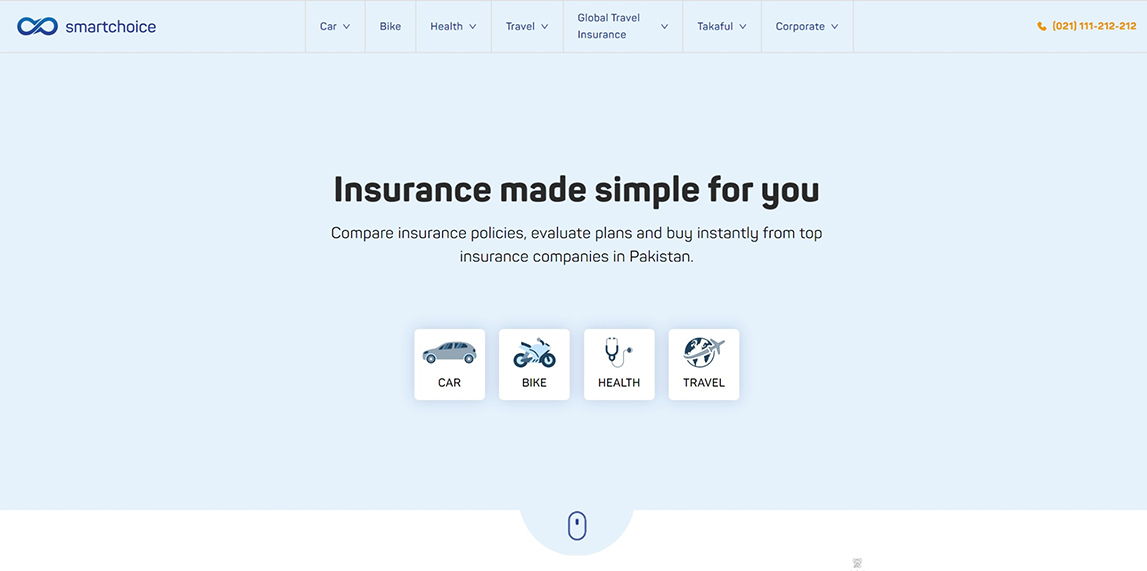 smartchoice
Car
Bike
Health
Travel
Global Travel
Insurance
Takaful
Corporate
(021) 111-212-212
Insurance made simple for you
Compare insurance policies, evaluate plans and buy instantly from top
insurance companies in Pakistan.
CAR
BIKE
HEALTH
TRAVEL